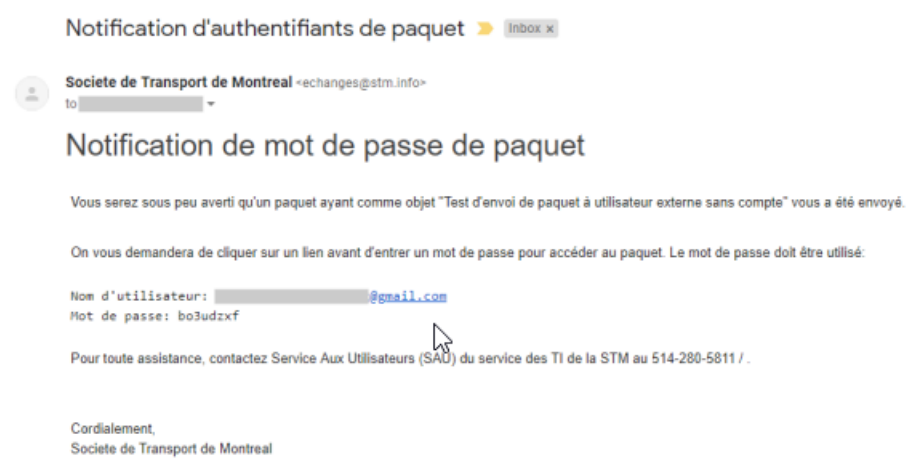 Notification d'authentifiants de paquet Inbox x
Societe de Transport de Montreal <echanges@stm.info>
to
Notification de mot de passe de paquet
Vous serez sous peu averti qu'un paquet ayant comme objet "Test d'envoi de paquet à utilisateur externe sans compte" vous a été envoyé.
On vous demandera de cliquer sur un lien avant d'entrer un mot de passe pour accéder au paquet. Le mot de passe doit être utilisé:
Nom d'utilisateur: @gmail.com
Mot de passe: bo3udzxf
Pour toute assistance, contactez Service Aux Utilisateurs (SAU) du service des TI de la STM au 514-280-5811 / .
Cordialement,
Societe de Transport de Montreal